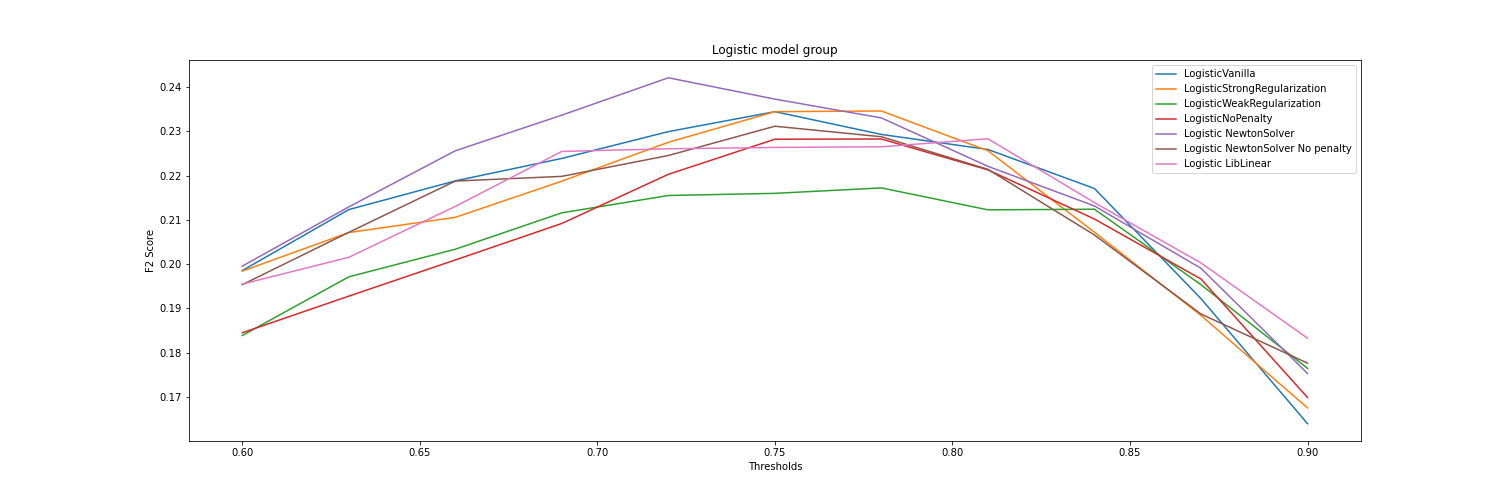 Logistic model group
LogisticVanilla
LogisticStrongRegularization
LogisticWeakRegularization
LogisticNoPenalty
Logistic NewtonSolver
Logistic NewtonSolver No penalty
Logistic LibLinear
F2 Score
0.24
0.23
0.22
0.21
0.20
0.19
0.18
0.17
0.60 0.65 0.70 0.75 0.80 0.85 0.90
Thresholds